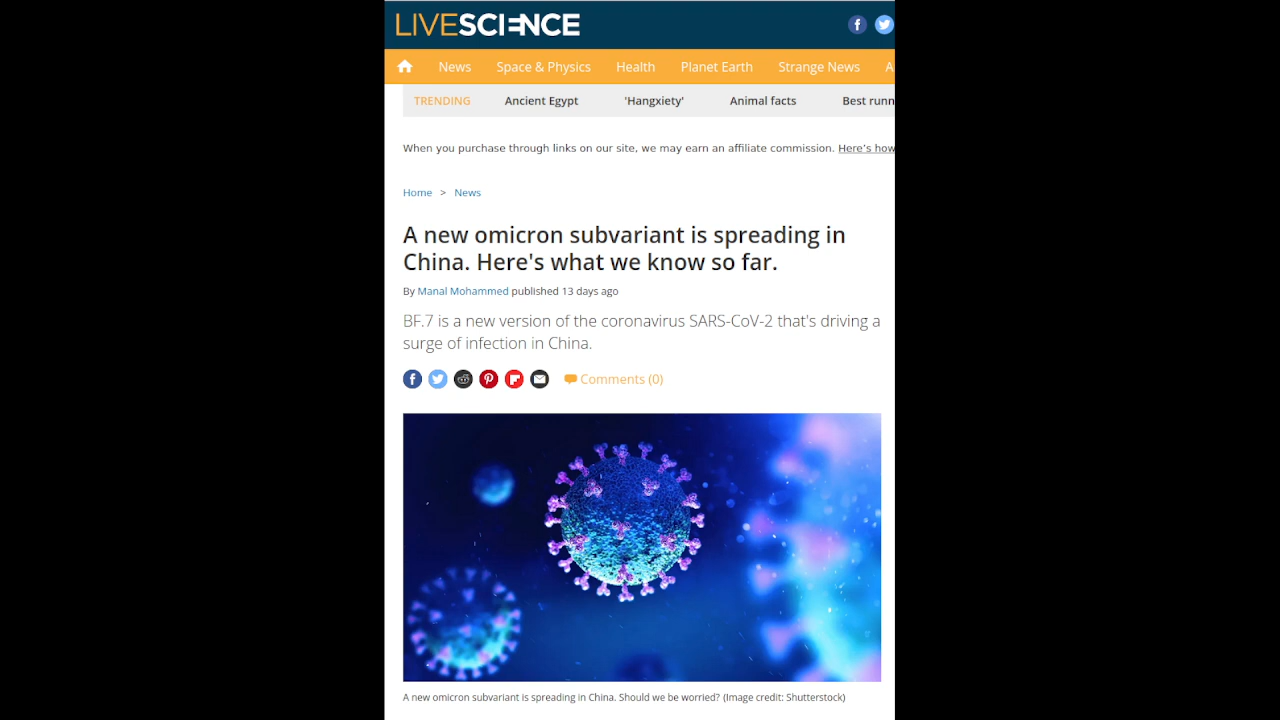 LIVESCIENCE
News Space & Physics Health Planet Earth Strange News A
TRENDING Ancient Egypt 'Hangxiety' Animal facts Best runn
When you purchase through links on our site, we may earn an affiliate commission. Here's how
Home > News
A new omicron subvariant is spreading in
China. Here's what we know so far.
By Manal Mohammed published 13 days ago
BF.7 is a new version of the coronavirus SARS-CoV-2 that's driving a
surge of infection in China.
Comments (0)
A new omicron subvariant is spreading in China. Should we be worried? (Image credit: Shutterstock)